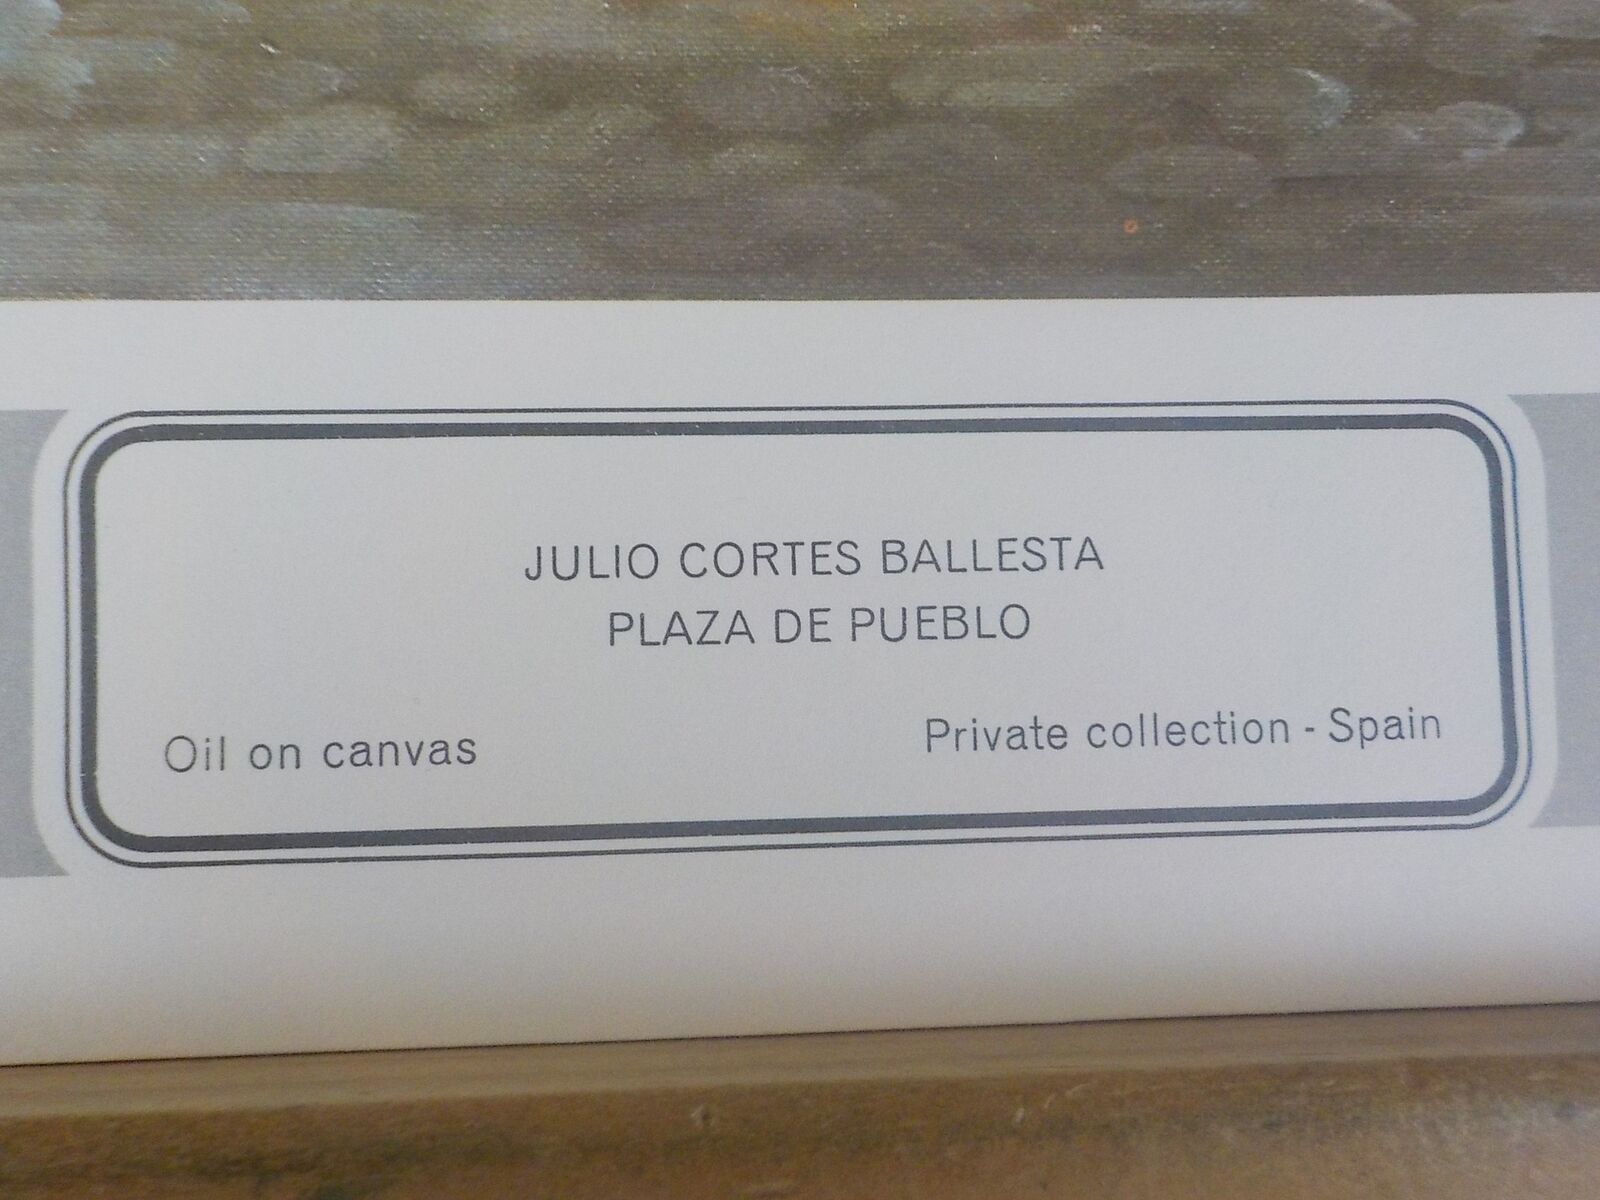 JULIO CORTES BALLESTA
PLAZA DE PUEBLO
Oil on canvas
Private collection - Spain